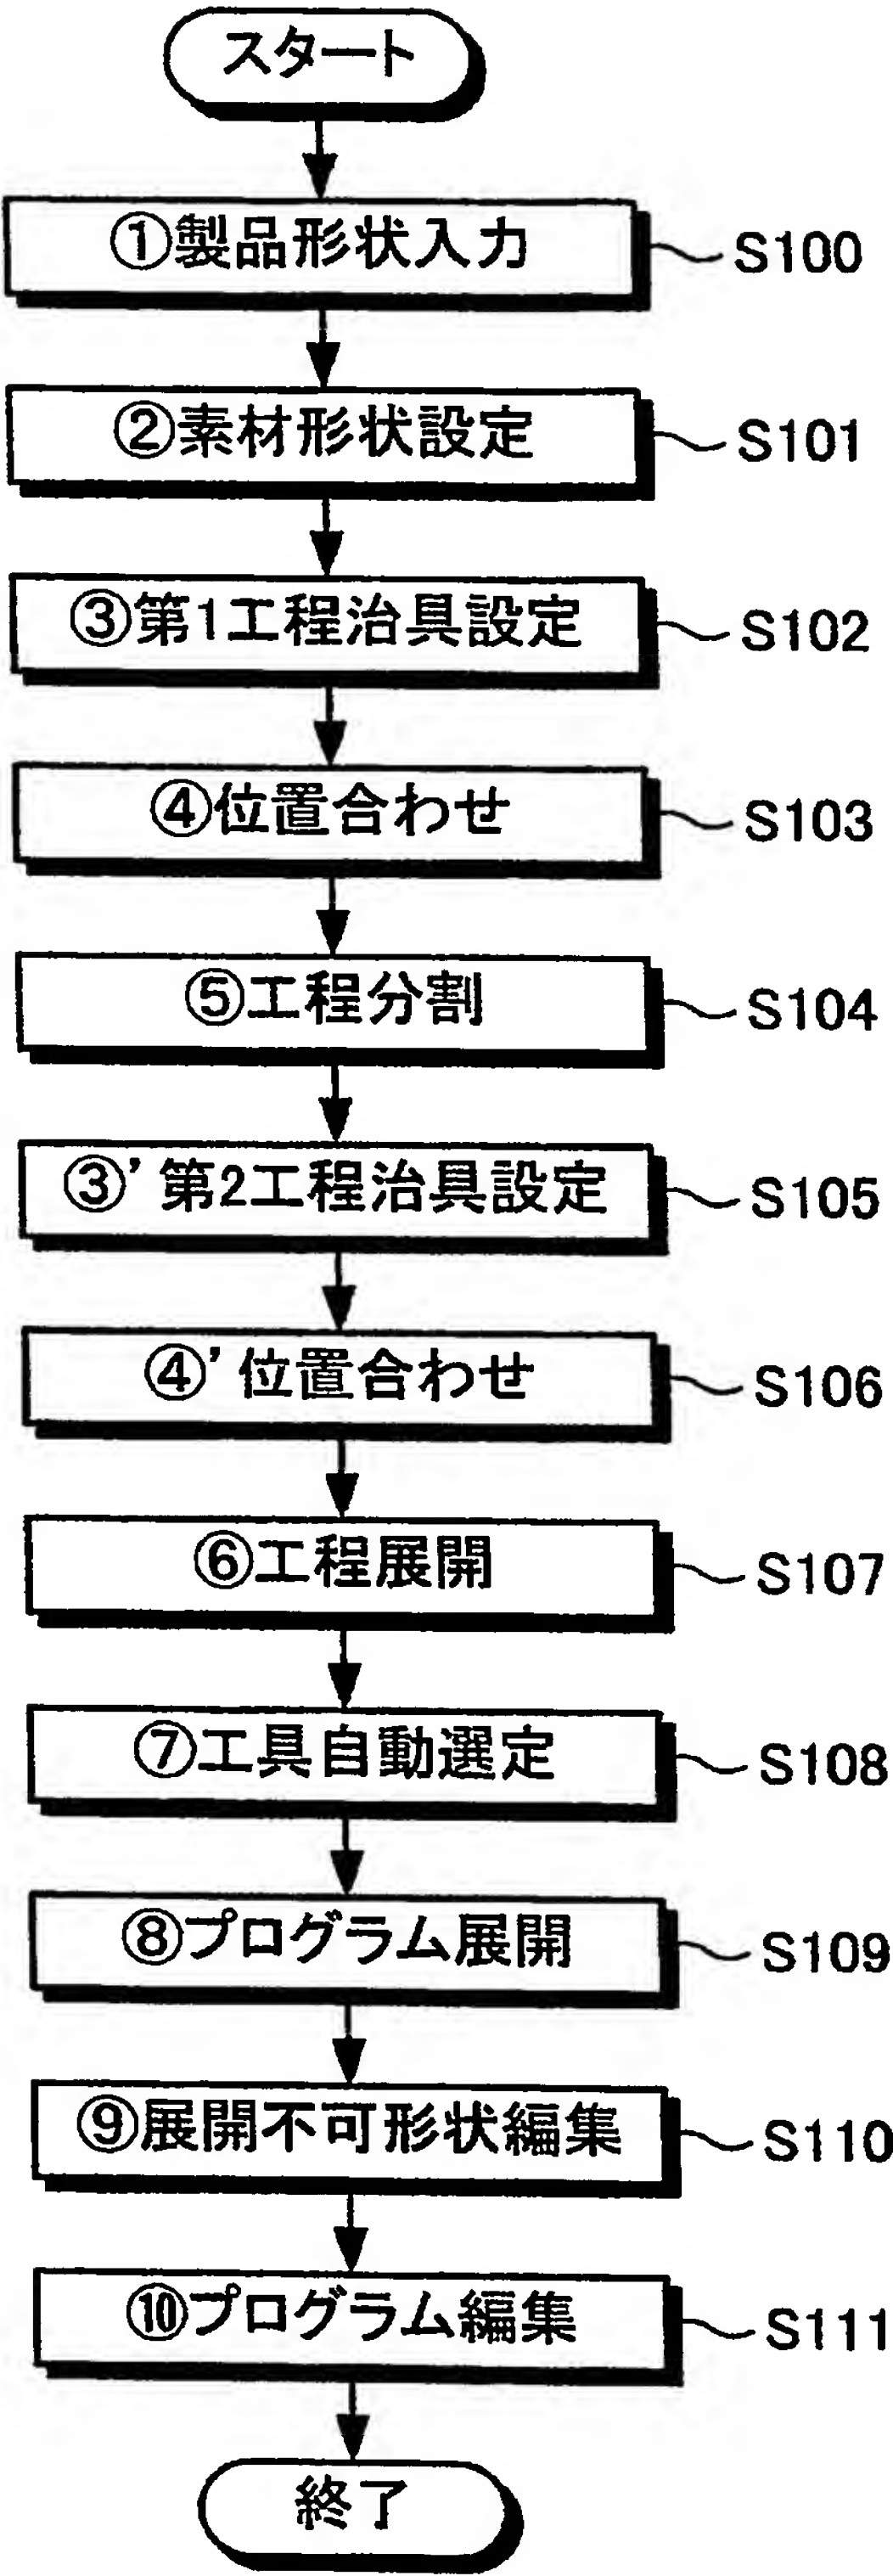 スタート
①製品形状入力 S100
②素材形状設定 S101
③第1工程治具設定 S102
④位置合わせ S103
⑤工程分割 S104
③’第2工程治具設定 S105
④’位置合わせ S106
⑥工程展開 S107
⑦工具自動選定 S108
⑧プログラム展開 S109
⑨展開不可形状編集 S110
⑩プログラム編集 S111
終了